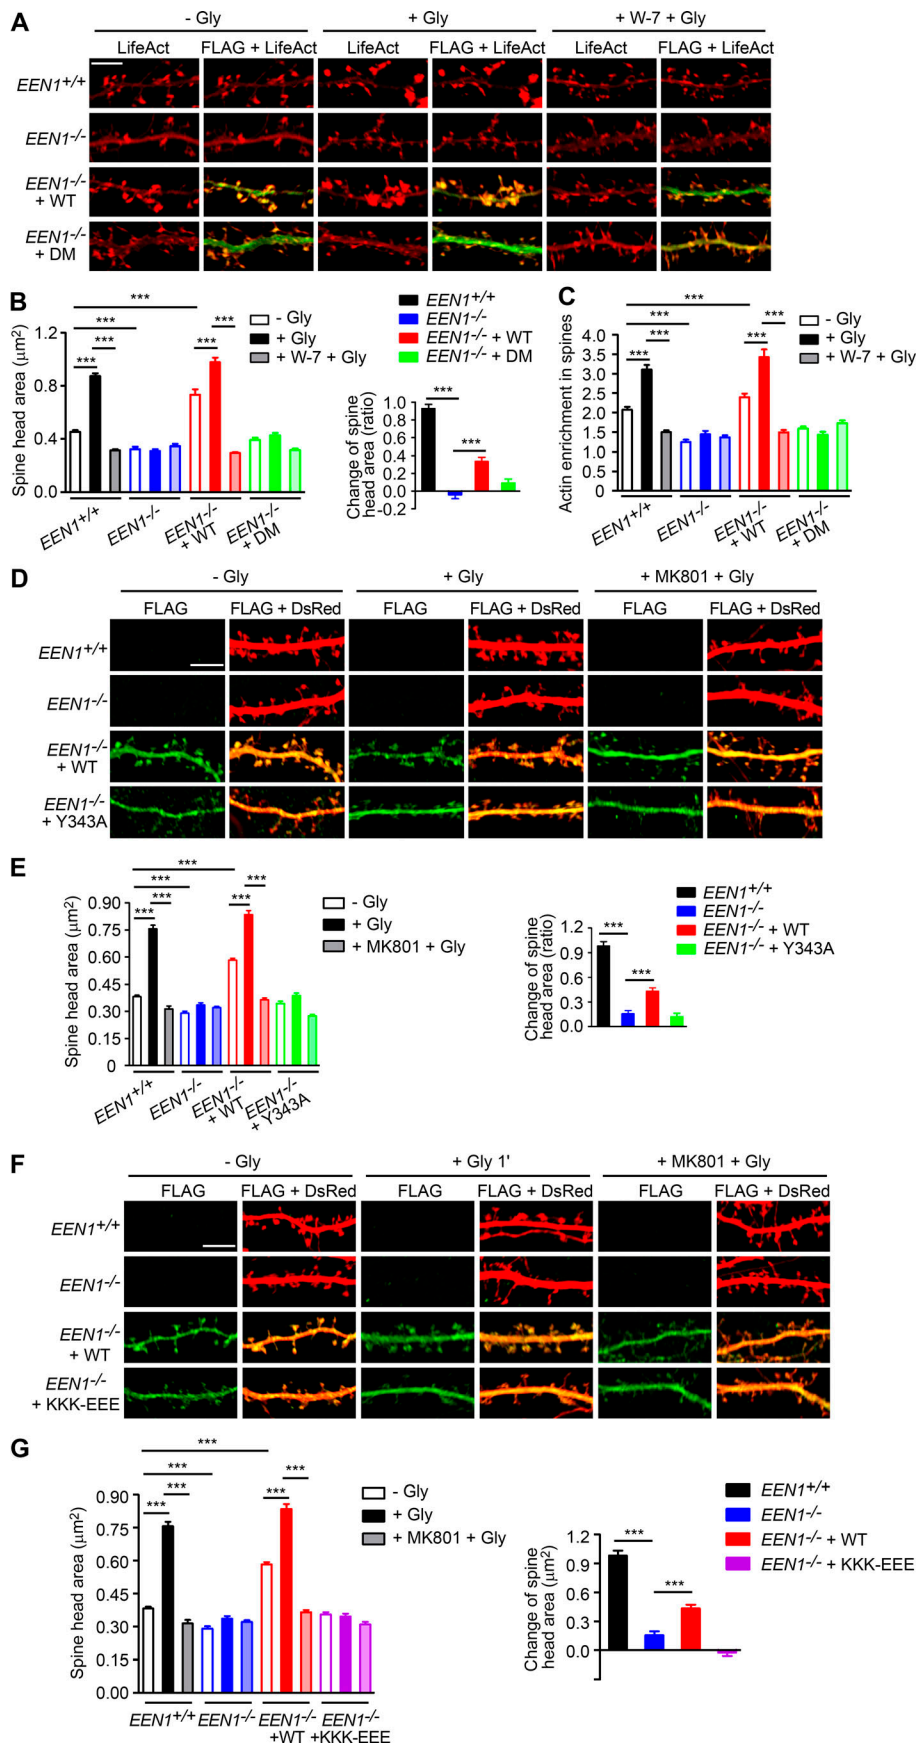 A
- Gly
+ Gly
+ W-7 + Gly
LifeAct
FLAG + LifeAct
LifeAct
FLAG + LifeAct
LifeAct
FLAG + LifeAct
EEN1+/+
EEN1-/-
EEN1-/-
+ WT
EEN1-/-
+ DM
B
Spine head area (μm2)
1.2
0.8
0.4
0.0
***
***
***
***
***
***
- Gly
+ Gly
+ W-7 + Gly
EEN1+/+
EEN1-/-
EEN1-/-
+ WT
EEN1-/-
+ DM
EEN1+/+
EEN1-/-
EEN1-/- + WT
EEN1-/- + DM
Change of spine
head area (ratio)
1.0
0.8
0.6
0.4
0.2
0.0
-0.2
***
***
C
Actin enrichment in spines
4.0
3.5
3.0
2.5
2.0
1.5
1.0
0.5
0
***
***
***
***
***
***
- Gly
+ Gly
+ W-7 + Gly
EEN1+/+
EEN1-/-
EEN1-/-
+ WT
EEN1-/-
+ DM
D
- Gly
+ Gly
+ MK801 + Gly
FLAG
FLAG + DsRed
FLAG
FLAG + DsRed
FLAG
FLAG + DsRed
EEN1+/+
EEN1-/-
EEN1-/-
+ WT
EEN1-/-
+ Y343A
E
Spine head area (μm2)
0.90
0.75
0.60
0.45
0.30
0.15
0
***
***
***
***
***
***
- Gly
+ Gly
+ MK801 + Gly
EEN1+/+
EEN1-/-
EEN1-/-
+ WT
EEN1-/-
+ Y343A
Change of spine
head area (ratio)
1.2
0.9
0.6
0.3
0.0
***
***
EEN1+/+
EEN1-/-
EEN1-/- + WT
EEN1-/- + Y343A
F
- Gly
+ Gly 1'
+ MK801 + Gly
FLAG
FLAG + DsRed
FLAG
FLAG + DsRed
FLAG
FLAG + DsRed
EEN1+/+
EEN1-/-
EEN1-/-
+ WT
EEN1-/-
+ KKK-EEE
G
Spine head area (μm2)
0.90
0.75
0.60
0.45
0.30
0.15
0.00
***
***
***
***
***
***
- Gly
+ Gly
+ MK801 + Gly
EEN1+/+
EEN1-/-
EEN1-/-
+WT
EEN1-/-
+KKK-EEE
Change of spine
head area (μm2)
1.2
0.9
0.6
0.3
0.0
***
***
EEN1+/+
EEN1-/-
EEN1-/- + WT
EEN1-/- + KKK-EEE